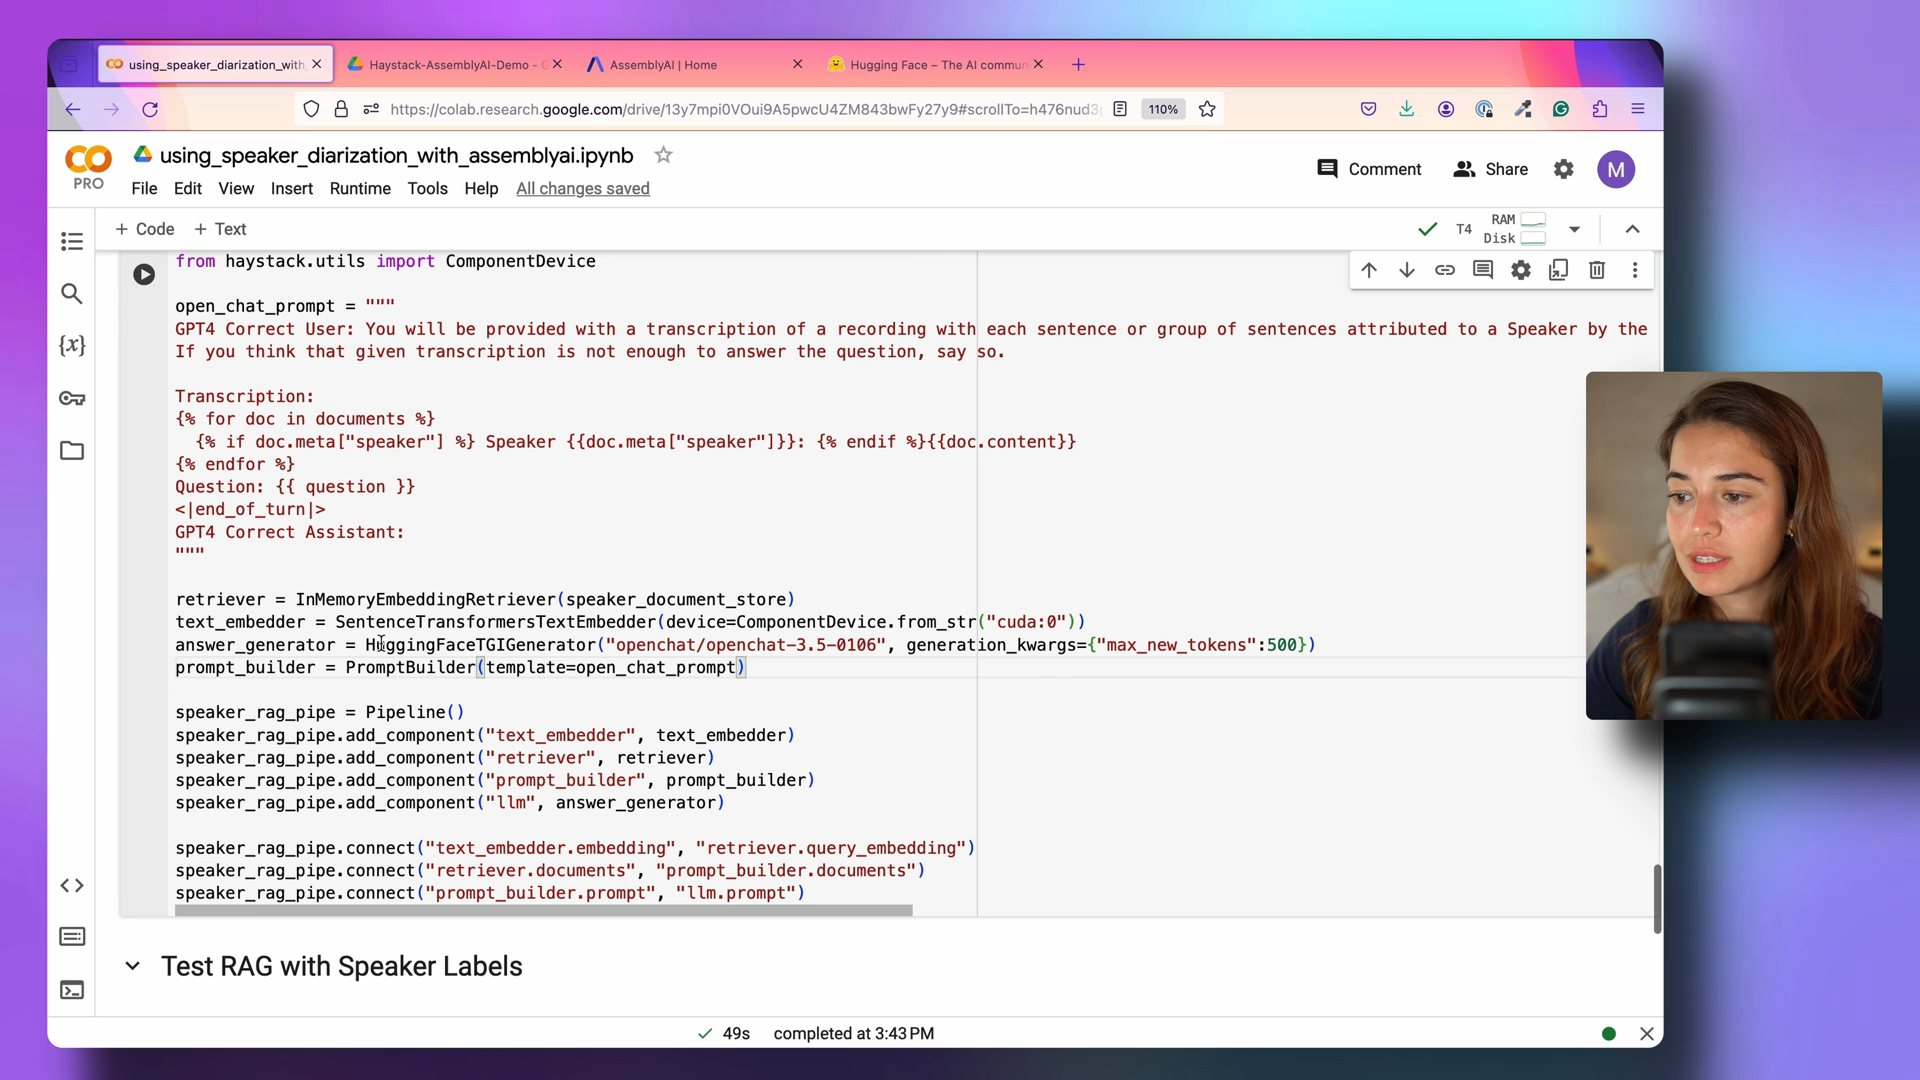 using_speaker_diarization_with_
Haystack-AssemblyAI-Demo -
AssemblyAI | Home
Hugging Face – The AI commun
https://colab.research.google.com/drive/13y7mpi0VOui9A5pwcU4ZM843bwFy27y9#scrollTo=h476nud3
110%
PRO
using_speaker_diarization_with_assemblyai.ipynb
File Edit View Insert Runtime Tools Help All changes saved
Comment
Share
M
+ Code + Text
T4
RAM
Disk
from haystack.utils import ComponentDevice
open_chat_prompt = """
GPT4 Correct User: You will be provided with a transcription of a recording with each sentence or group of sentences attributed to a Speaker by the
If you think that given transcription is not enough to answer the question, say so.
Transcription:
{% for doc in documents %}
{% if doc.meta["speaker"] %} Speaker {{doc.meta["speaker"]}}: {% endif %}{{doc.content}}
{% endfor %}
Question: {{ question }}
<|end_of_turn|>
GPT4 Correct Assistant:
"""
retriever = InMemoryEmbeddingRetriever(speaker_document_store)
text_embedder = SentenceTransformersTextEmbedder(device=ComponentDevice.from_str("cuda:0"))
answer_generator = HuggingFaceTGIGenerator("openchat/openchat-3.5-0106", generation_kwargs={"max_new_tokens":500})
prompt_builder = PromptBuilder(template=open_chat_prompt)
speaker_rag_pipe = Pipeline()
speaker_rag_pipe.add_component("text_embedder", text_embedder)
speaker_rag_pipe.add_component("retriever", retriever)
speaker_rag_pipe.add_component("prompt_builder", prompt_builder)
speaker_rag_pipe.add_component("llm", answer_generator)
speaker_rag_pipe.connect("text_embedder.embedding", "retriever.query_embedding")
speaker_rag_pipe.connect("retriever.documents", "prompt_builder.documents")
speaker_rag_pipe.connect("prompt_builder.prompt", "llm.prompt")
Test RAG with Speaker Labels
49s completed at 3:43 PM